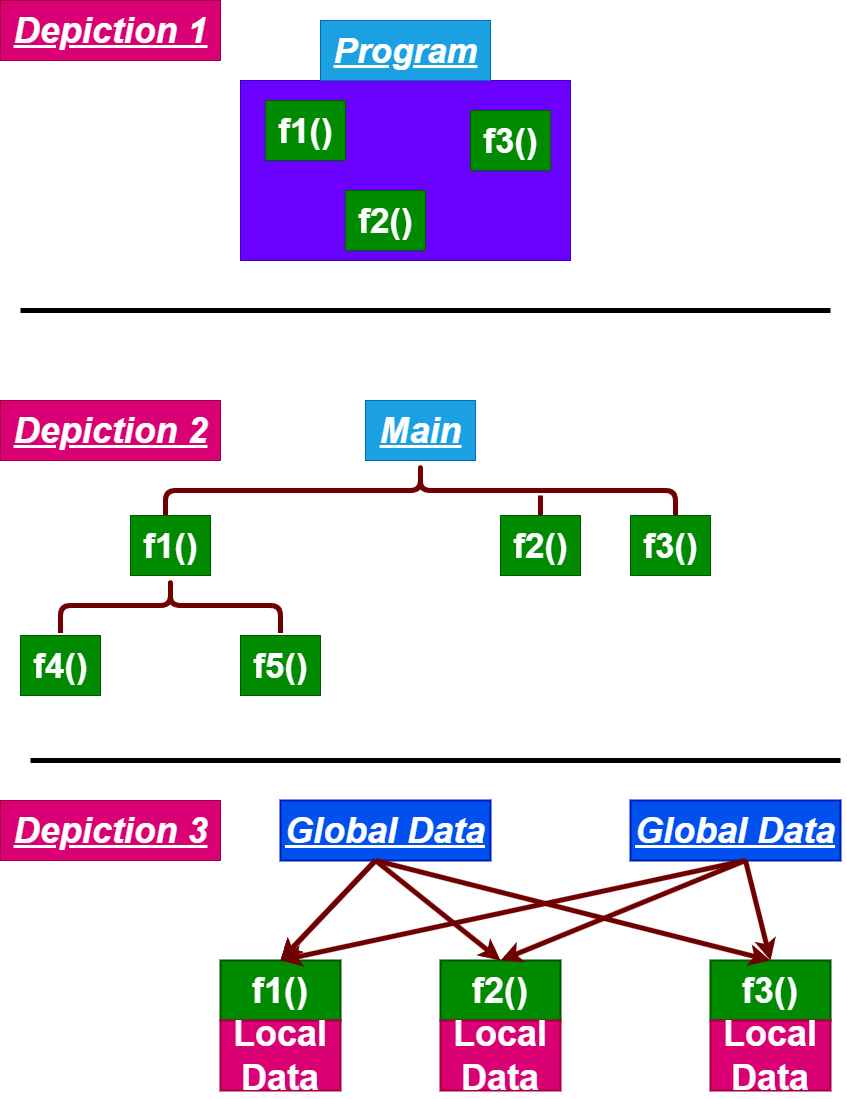 Depiction 1
Program
f1()
f3()
f2()
Depiction 2
Main
f1()
f2()
f3()
f4()
f5()
Depiction 3
Global Data
Global Data
f1()
f2()
f3()
Local
Data
Local
Data
Local
Data